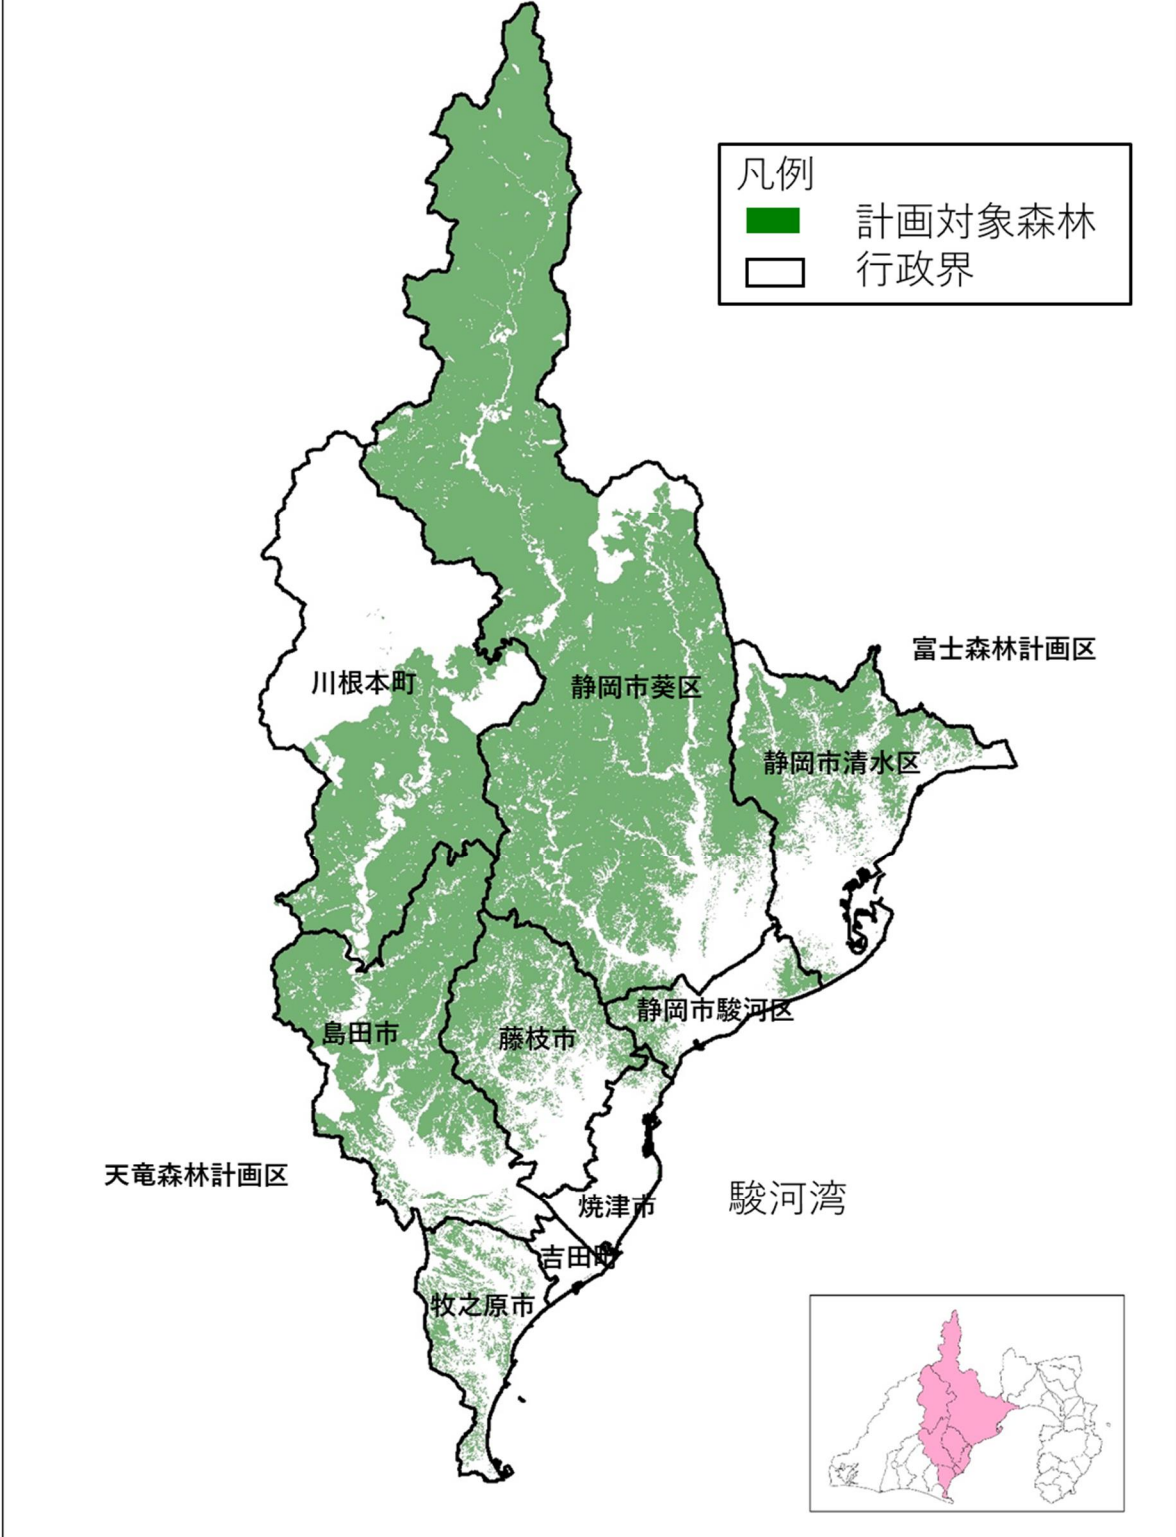 凡例
計画対象森林
行政界
富士森林計画区
川根本町
静岡市葵区
静岡市清水区
静岡市駿河区
島田市
藤枝市
天竜森林計画区
駿河湾
焼津市
吉田町
牧之原市